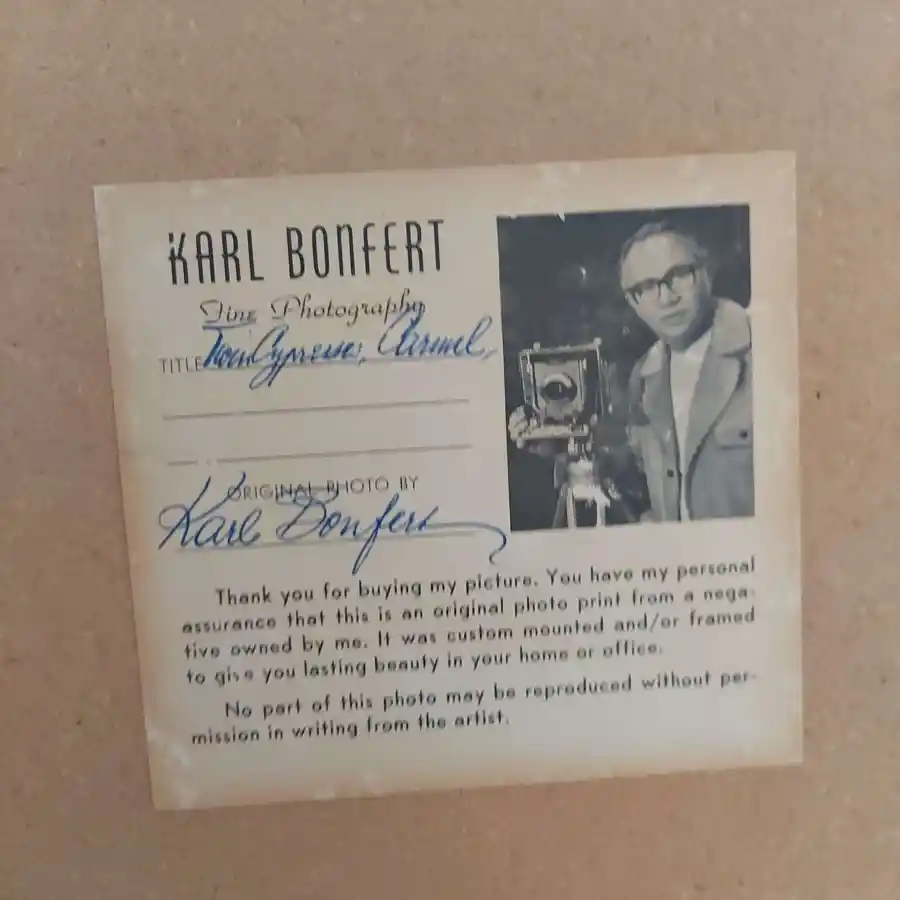 KARL BONFERT
Fine Photography
TITLE Cypress, Carmel,
ORIGINAL PHOTO BY
Karl Bonfert
Thank you for buying my picture. You have my personal
assurance that this is an original photo print from a nega-
tive owned by me. It was custom mounted and/or framed
to give you lasting beauty in your home or office.
No part of this photo may be reproduced without per-
mission in writing from the artist.